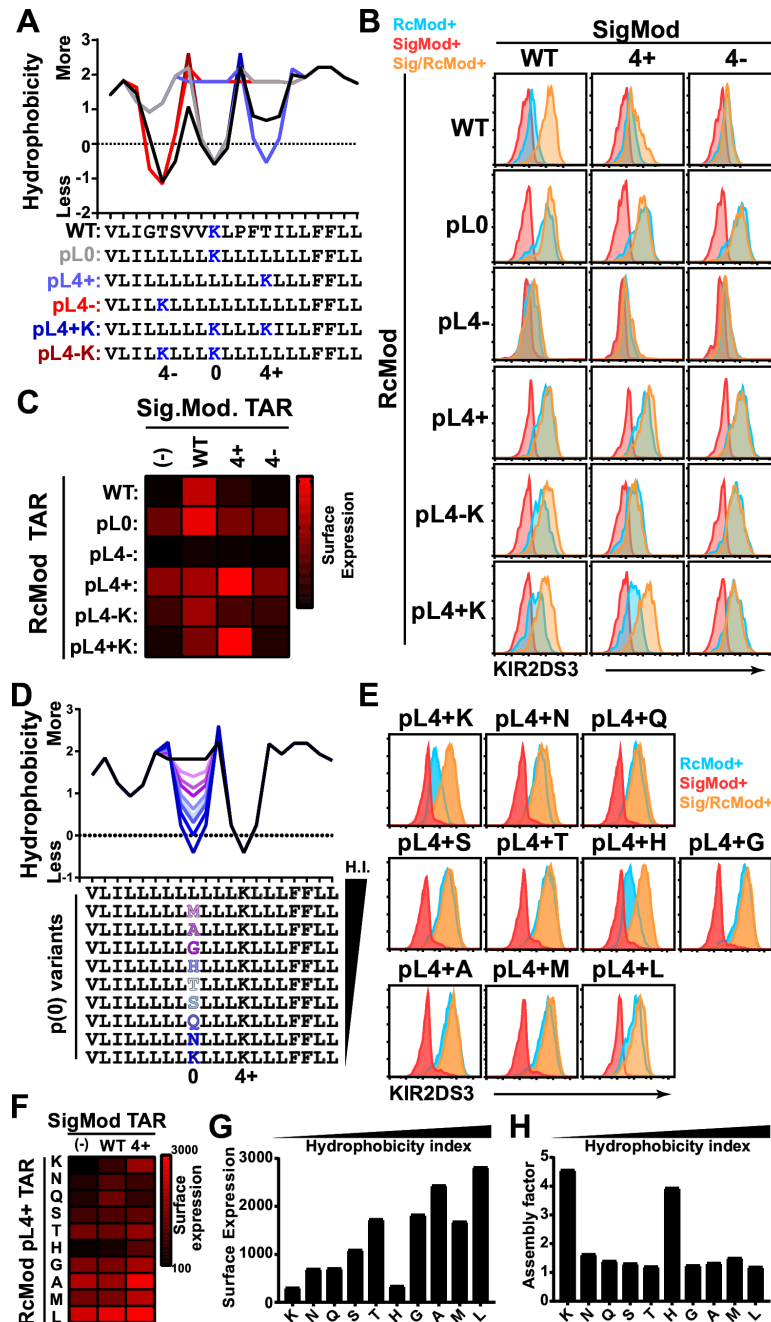 A
Hydrophobicity
More
Less
3
2
1
0
-1
-2
WT: VLIGTSVVKLPFTILLFFLL
pL0: VLILLLLLKLLLLLLLFFLL
pL4+: VLILLLLLLLLLKLLLFFLL
pL4-: VLILKLLLLLLLLLLLFFLL
pL4+K: VLILLLLLKLLLKILLFFLL
pL4-K: VLILKLLLKLLLLLLLFFLL
4- 0 4+
B
RcMod+
SigMod+
Sig/RcMod+
SigMod
WT 4+ 4-
RcMod
WT
pL0
pL4-
pL4+
pL4-K
pL4+K
KIR2DS3
C
Sig.Mod. TAR
(-) WT 4+ 4-
RcMod TAR
WT:
pL0:
pL4-:
pL4+:
pL4-K:
pL4+K:
Surface
Expression
D
Hydrophobicity
More
Less
3
2
1
0
-1
H.I.
p(0) variants
VLILLLLLLLLLKLLLFFLL
VLILLLLLMLLLKLLLFFLL
VLILLLLLALLLKLLLFFLL
VLILLLLLGLLLKLLLFFLL
VLILLLLLHLLLKLLLFFLL
VLILLLLLTLLLKLLLFFLL
VLILLLLLSLLLKLLLFFLL
VLILLLLLQLLLKLLLFFLL
VLILLLLLNLLLKLLLFFLL
VLILLLLLKLLLKLLLFFLL
0 4+
E
pL4+K pL4+N pL4+Q
RcMod+
SigMod+
Sig/RcMod+
pL4+S pL4+T pL4+H pL4+G
pL4+A pL4+M pL4+L
KIR2DS3
F
SigMod TAR
(-) WT 4+
RcMod pL4+ TAR
K
N
Q
S
T
H
G
A
M
L
3000
Surface
expression
100
G
Hydrophobicity index
Surface Expression
3000
2000
1000
0
K N Q S T H G A M L
H
Hydrophobicity index
Assembly factor
5
4
3
2
1
0
K N Q S T H G A M L